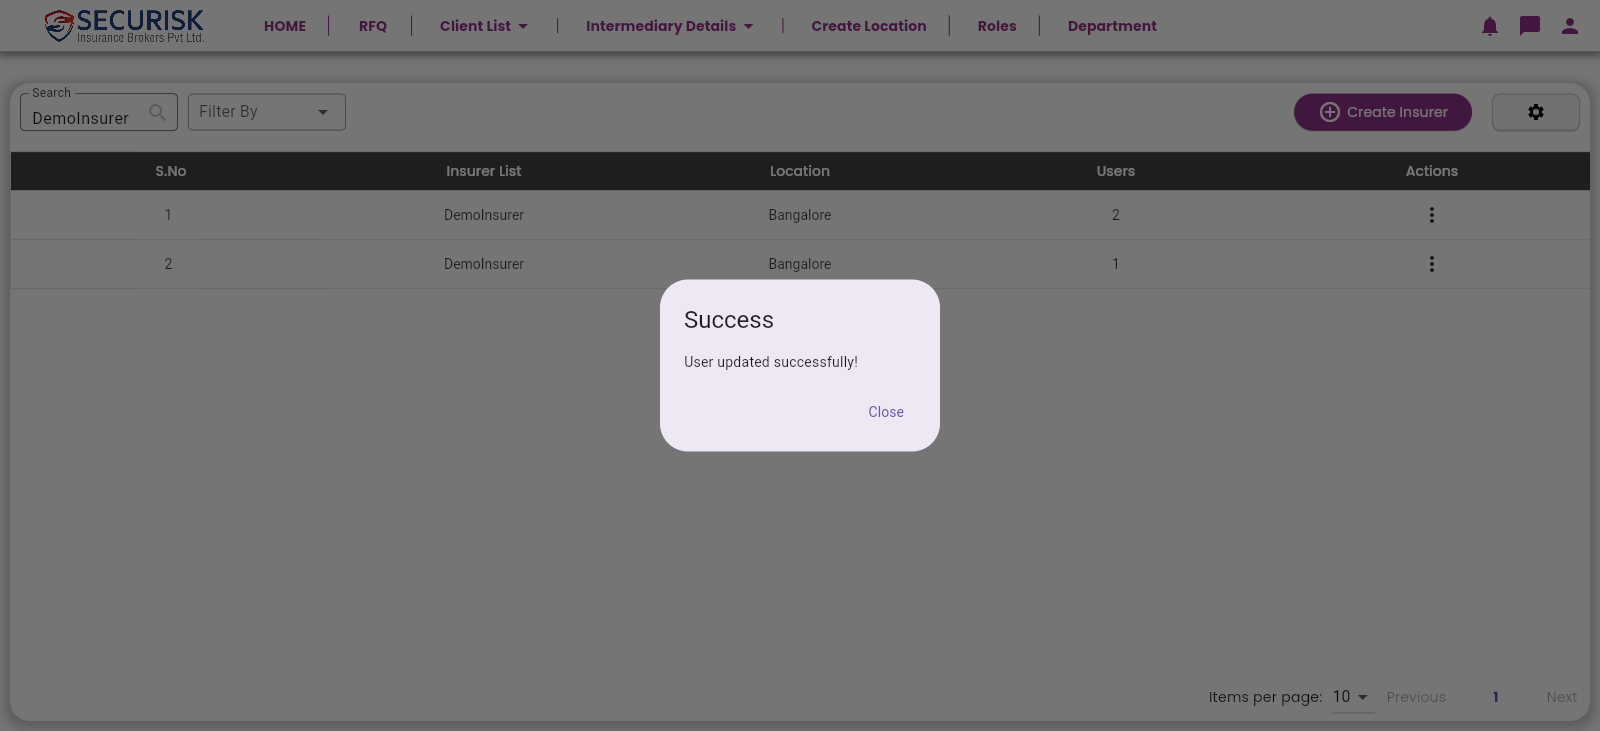 SECURISK
Insurance Brokers Pvt Ltd.
HOME RFQ Client List Intermediary Details Create Location Roles Department
Search
DemoInsurer
Filter By
Create Insurer
S.No Insurer List Location Users Actions
1 DemoInsurer Bangalore 2
2 DemoInsurer Bangalore 1
Success
User updated successfully!
Close
Items per page: 10 Previous 1 Next